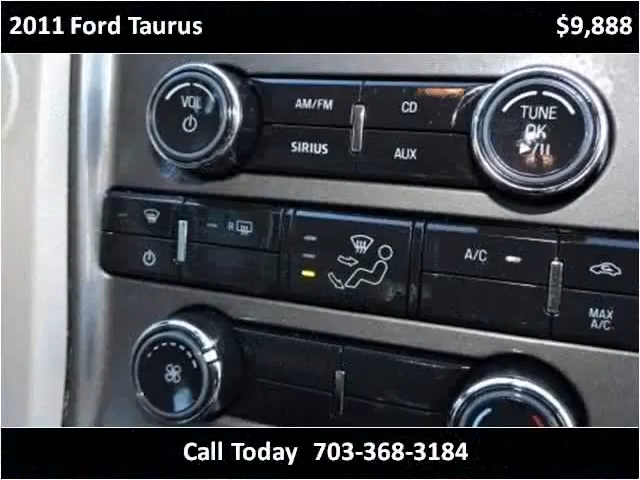 2011 Ford Taurus $9,888
VOL
AM/FM CD
TUNE
OK
►/II
SIRIUS AUX
R
A/C
MAX
A/C
Call Today 703-368-3184